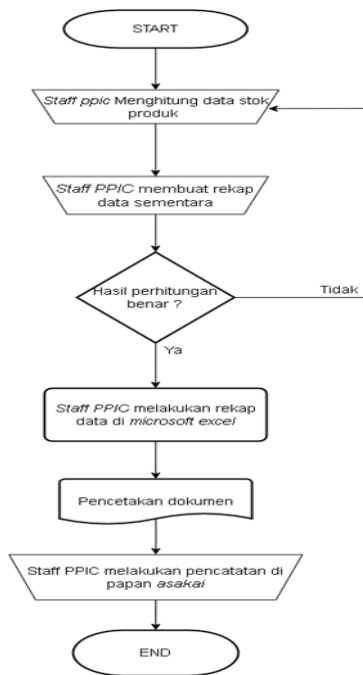 START
Staff ppic Menghitung data stok
produk
Staff PPIC membuat rekap
data sementara
Hasil perhitungan
benar ?
Tidak
Ya
Staff PPIC melakukan rekap
data di microsoft excel
Pencetakan dokumen
Staff PPIC melakukan pencatatan di
papan asakai
END